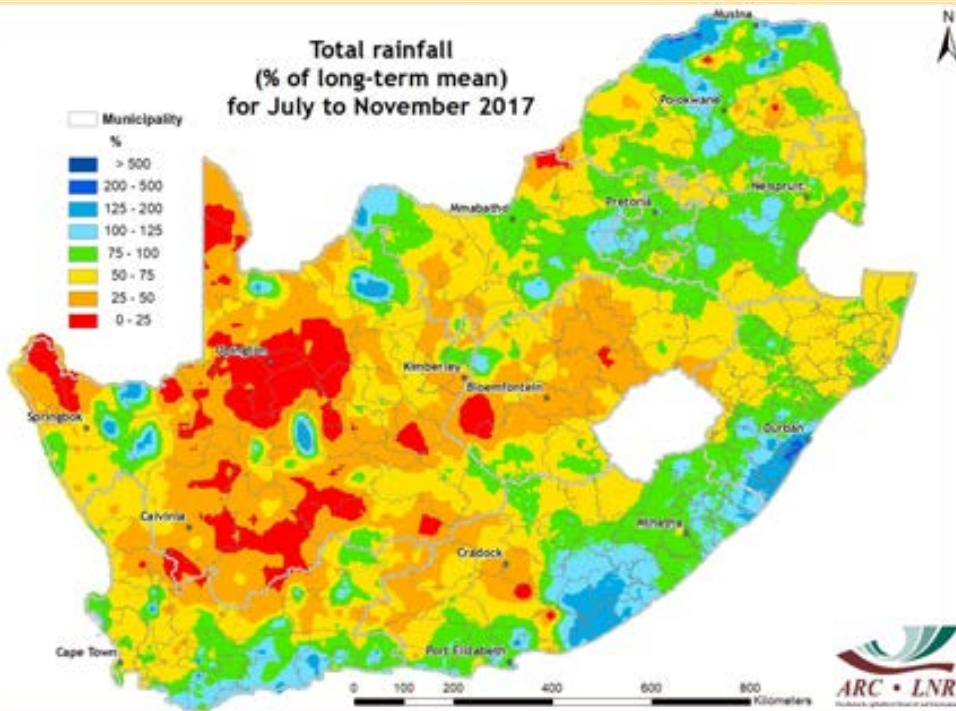 Total rainfall
(% of long-term mean)
for July to November 2017
N
Municipality
%
> 500
200 - 500
125 - 200
100 - 125
75 - 100
50 - 75
25 - 50
0 - 25
Musina
Polokwane
Nelspruit
Pretoria
Mmabatho
Upington
Kimberley
Bloemfontein
Springbok
Durban
Calvinia
Mthatha
Cradock
Cape Town
Port Elizabeth
0 100 200 400 600 800
Kilometers
ARC • LNR